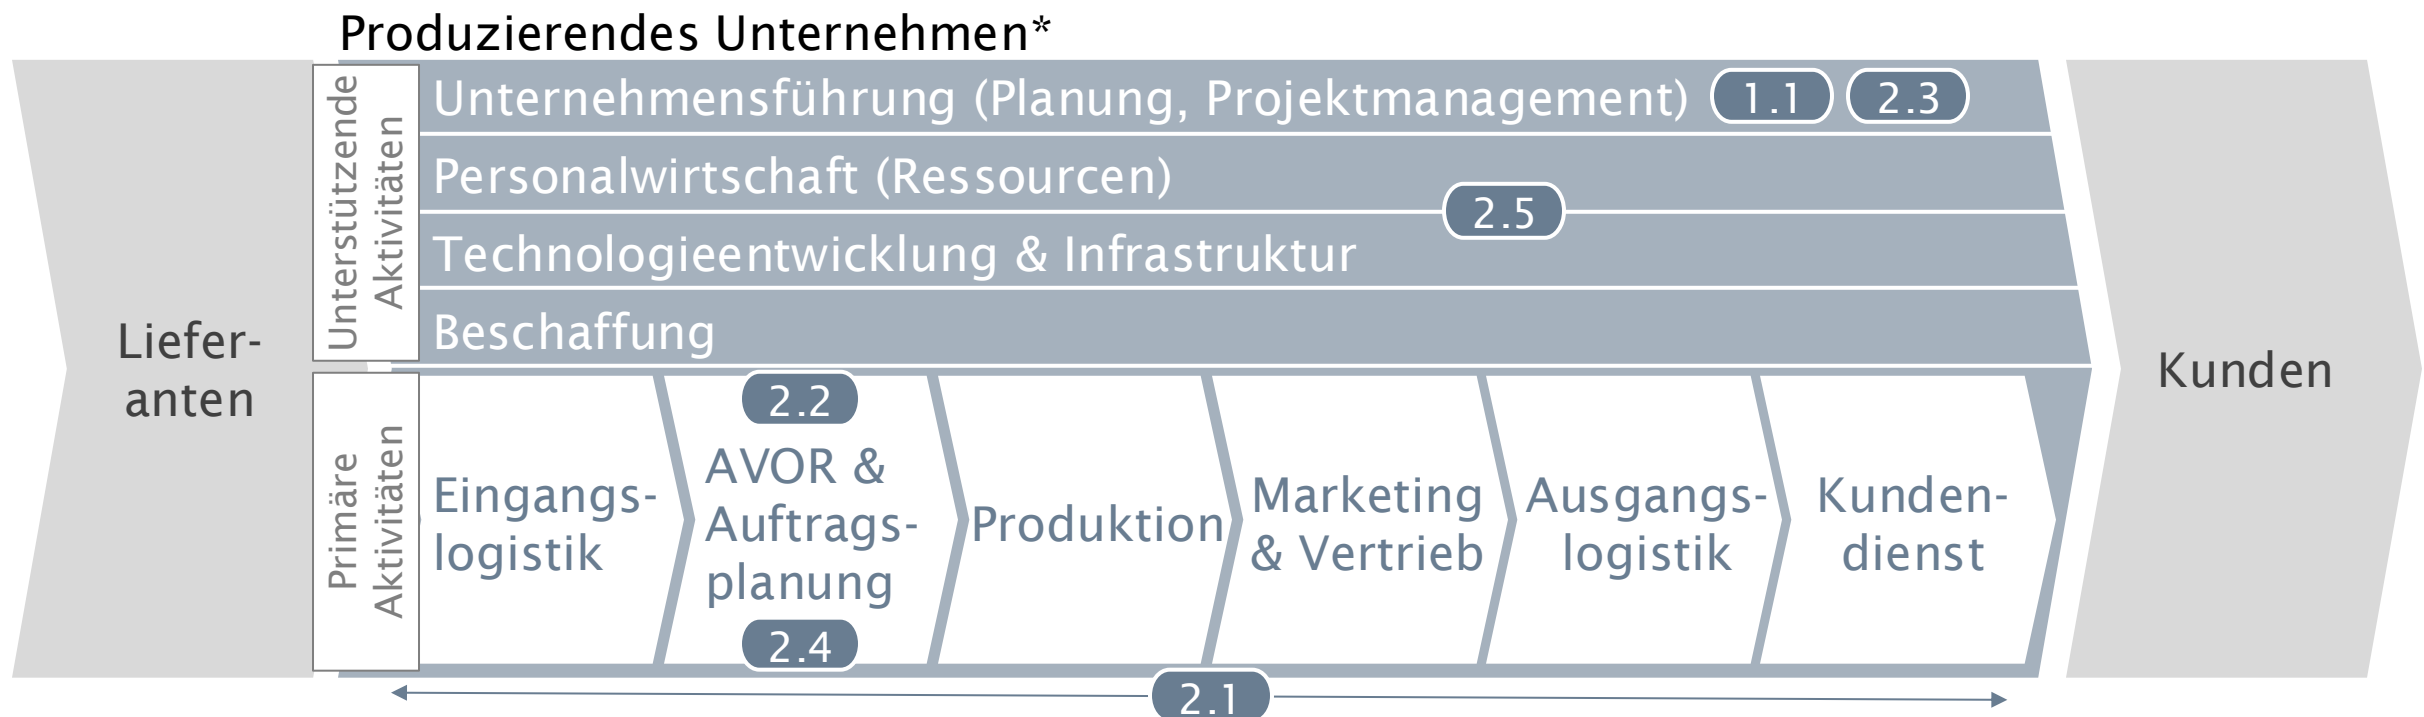 Produzierendes Unternehmen*
Liefer-
anten
Unterstützende
Aktivitäten
Unternehmensführung (Planung, Projektmanagement) 1.1 2.3
Personalwirtschaft (Ressourcen)
2.5
Technologieentwicklung & Infrastruktur
Beschaffung
Primäre
Aktivitäten
Eingangs-
logistik
2.2
AVOR &
Auftrags-
planung
2.4
Produktion
Marketing
& Vertrieb
Ausgangs-
logistik
Kunden-
dienst
2.1
Kunden